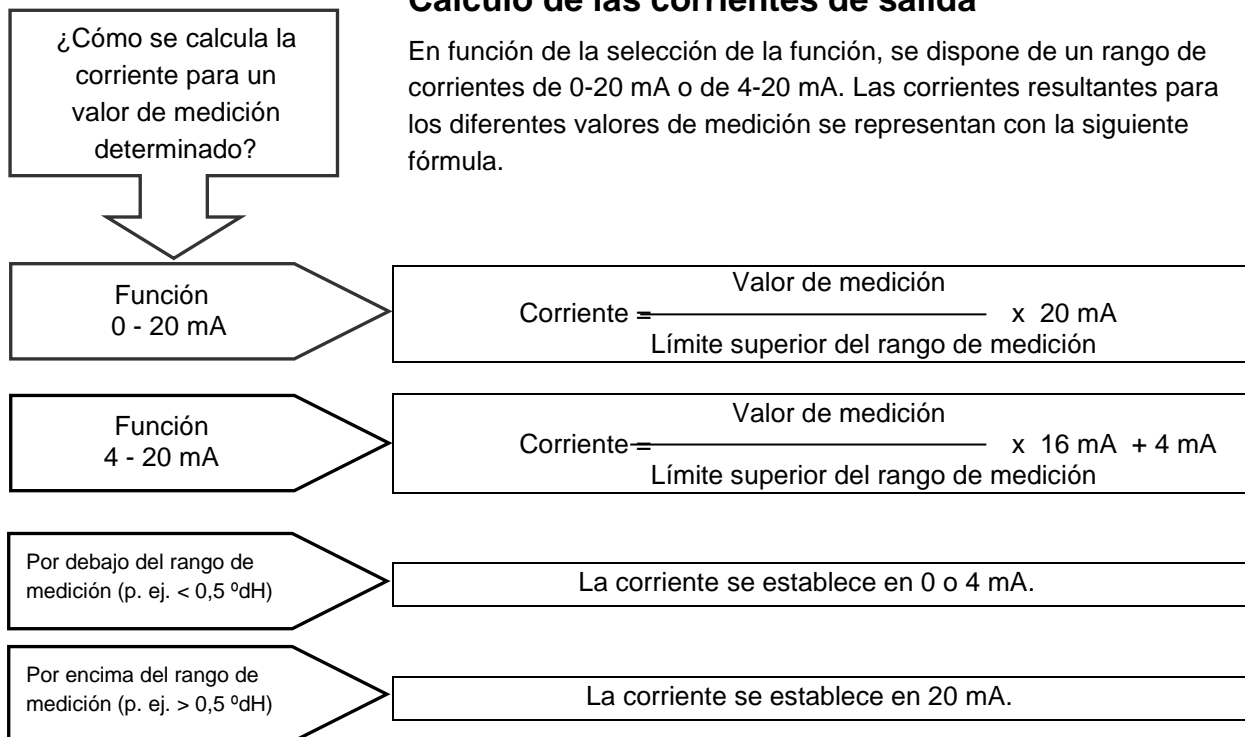 Cálculo de las corrientes de salida
¿Cómo se calcula la
corriente para un
valor de medición
determinado?
En función de la selección de la función, se dispone de un rango de
corrientes de 0-20 mA o de 4-20 mA. Las corrientes resultantes para
los diferentes valores de medición se representan con la siguiente
fórmula.
Función
0 - 20 mA
Valor de medición
Corriente = x 20 mA
Límite superior del rango de medición
Función
4 - 20 mA
Valor de medición
Corriente = x 16 mA + 4 mA
Límite superior del rango de medición
Por debajo del rango de
medición (p. ej. < 0,5 ºdH)
La corriente se establece en 0 o 4 mA.
Por encima del rango de
medición (p. ej. > 0,5 ºdH)
La corriente se establece en 20 mA.